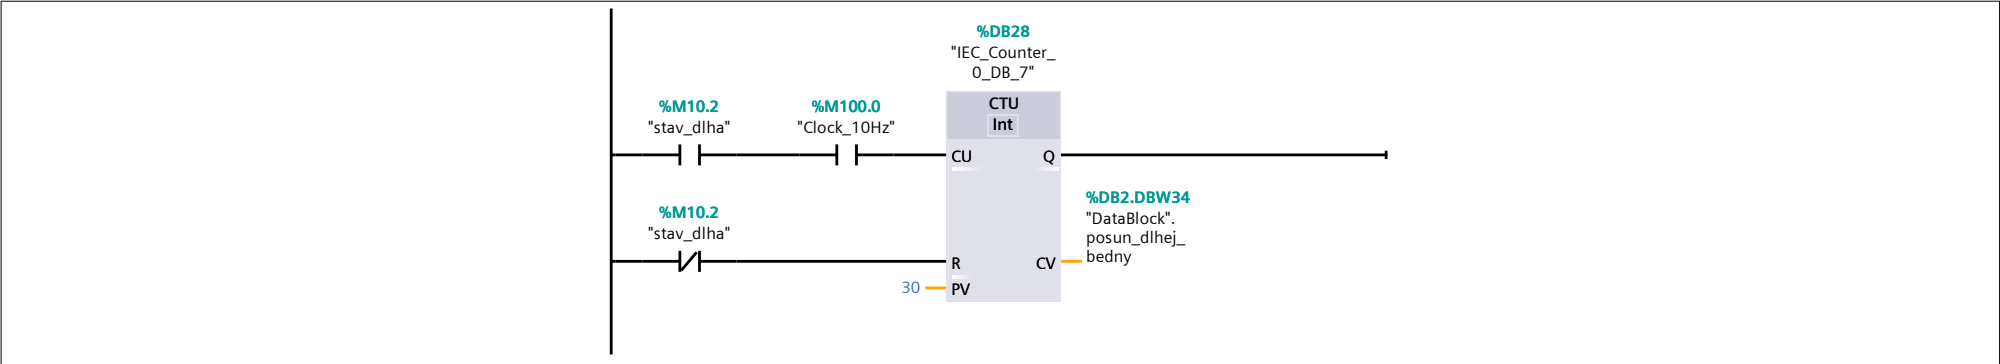 %DB28
"IEC_Counter_
0_DB_7"
CTU
Int
%M10.2
"stav_dlha"
%M100.0
"Clock_10Hz"
CU
Q
%DB2.DBW34
"DataBlock".
posun_dlhej_
bedny
%M10.2
"stav_dlha"
R
CV
30
PV